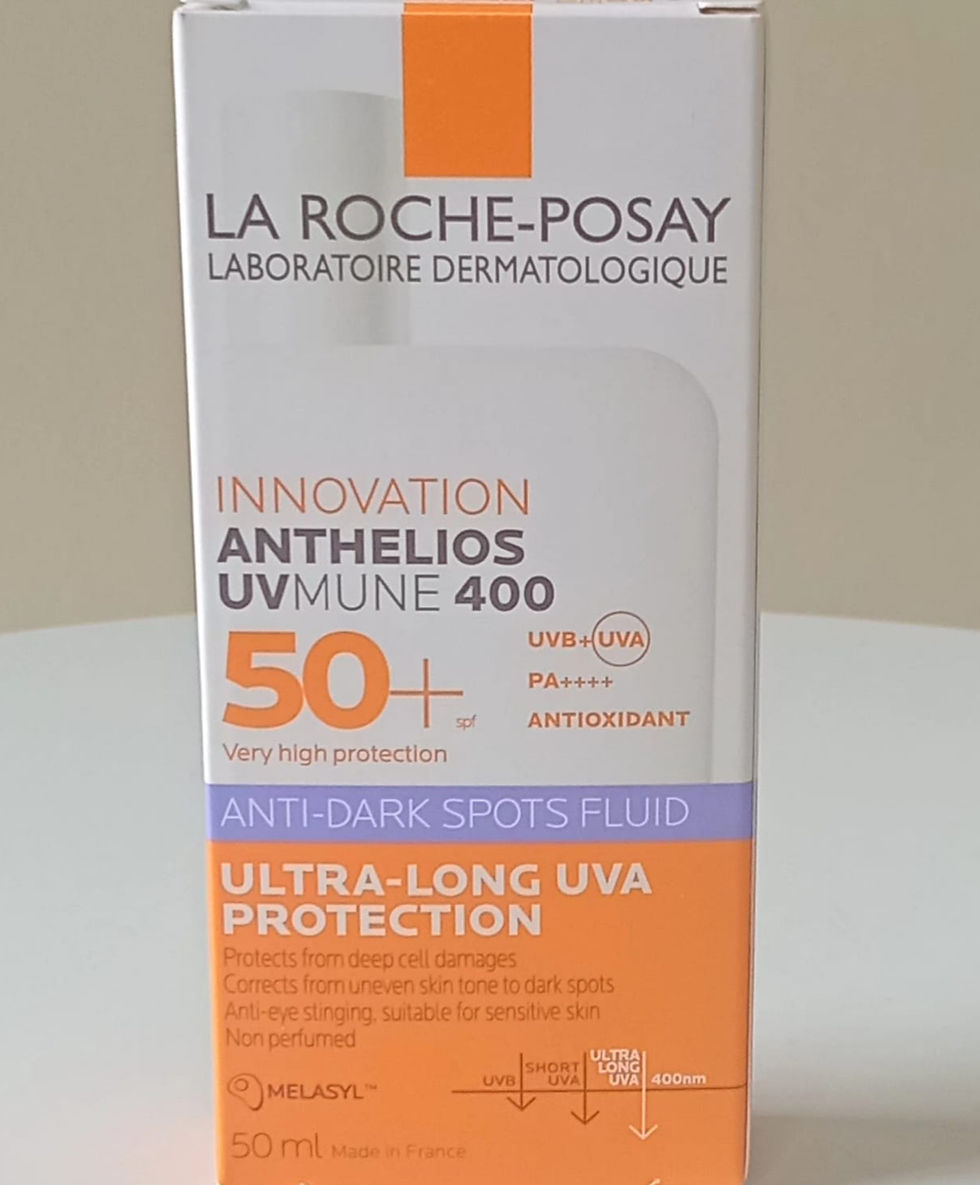 LA ROCHE-POSAY
LABORATOIRE DERMATOLOGIQUE
INNOVATION
ANTHELIOS
UVMUNE 400
50+ spf
UVB+UVA
PA++++
ANTIOXIDANT
Very high protection
ANTI-DARK SPOTS FLUID
ULTRA-LONG UVA
PROTECTION
Protects from deep cell damages
Corrects from uneven skin tone to dark spots
Anti-eye stinging, suitable for sensitive skin
Non perfumed
MELASYL™
UVB
SHORT
UVA
ULTRA
LONG
UVA
400nm
50 ml Made in France